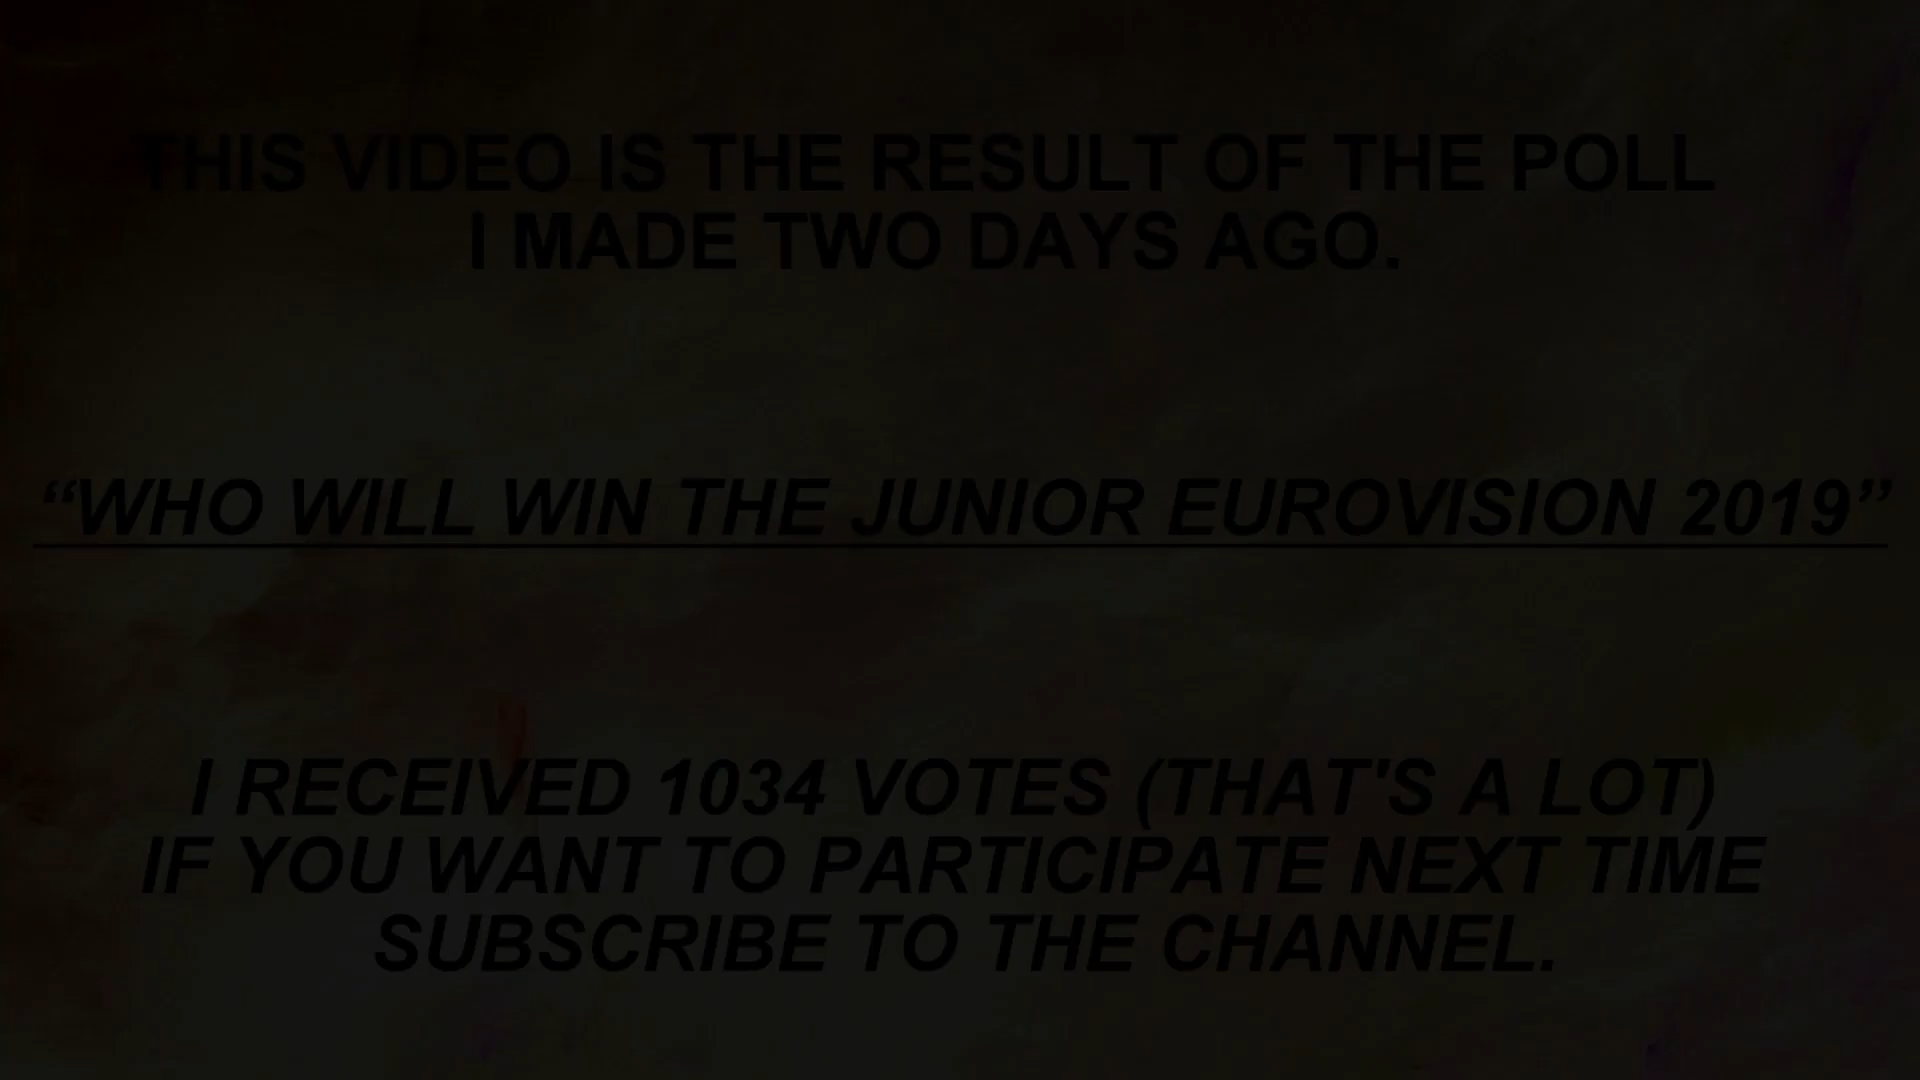 THIS VIDEO IS THE RESULT OF THE POLL
I MADE TWO DAYS AGO.
“WHO WILL WIN THE JUNIOR EUROVISION 2019”
I RECEIVED 1034 VOTES (THAT'S A LOT)
IF YOU WANT TO PARTICIPATE NEXT TIME
SUBSCRIBE TO THE CHANNEL.